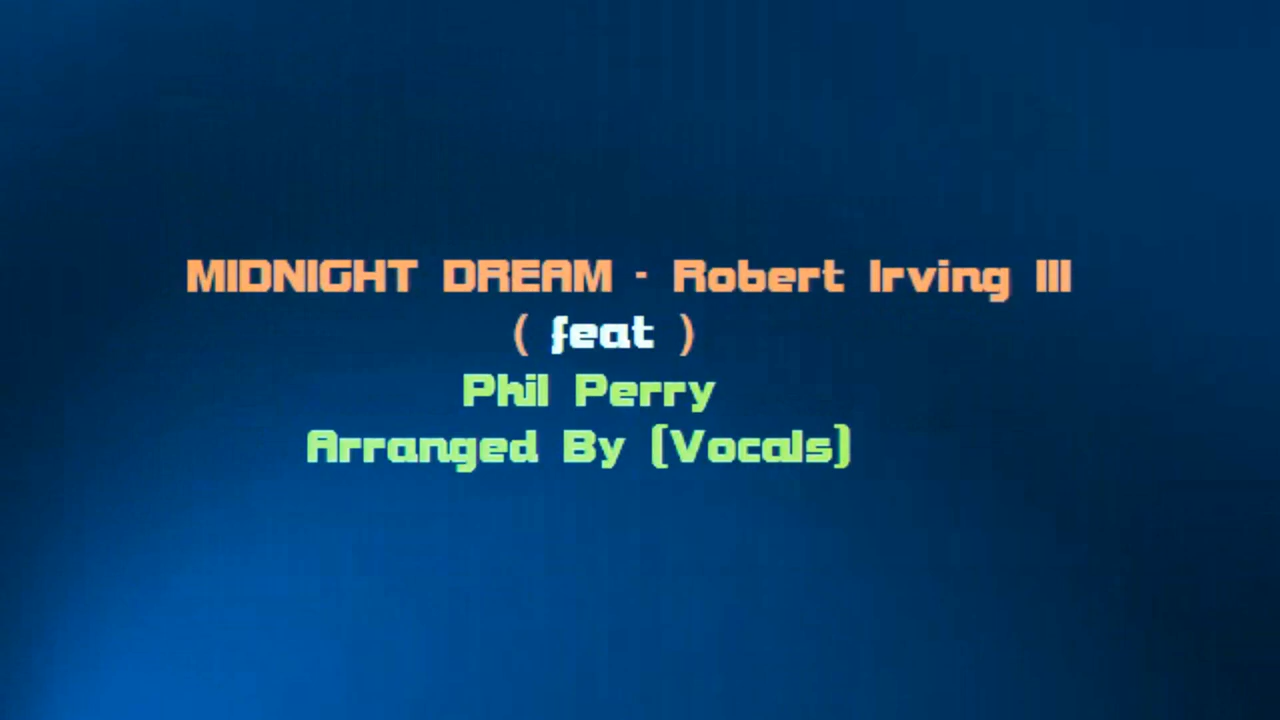 MIDNIGHT DREAM - Robert Irving III
( feat )
Phil Perry
Arranged By (Vocals)